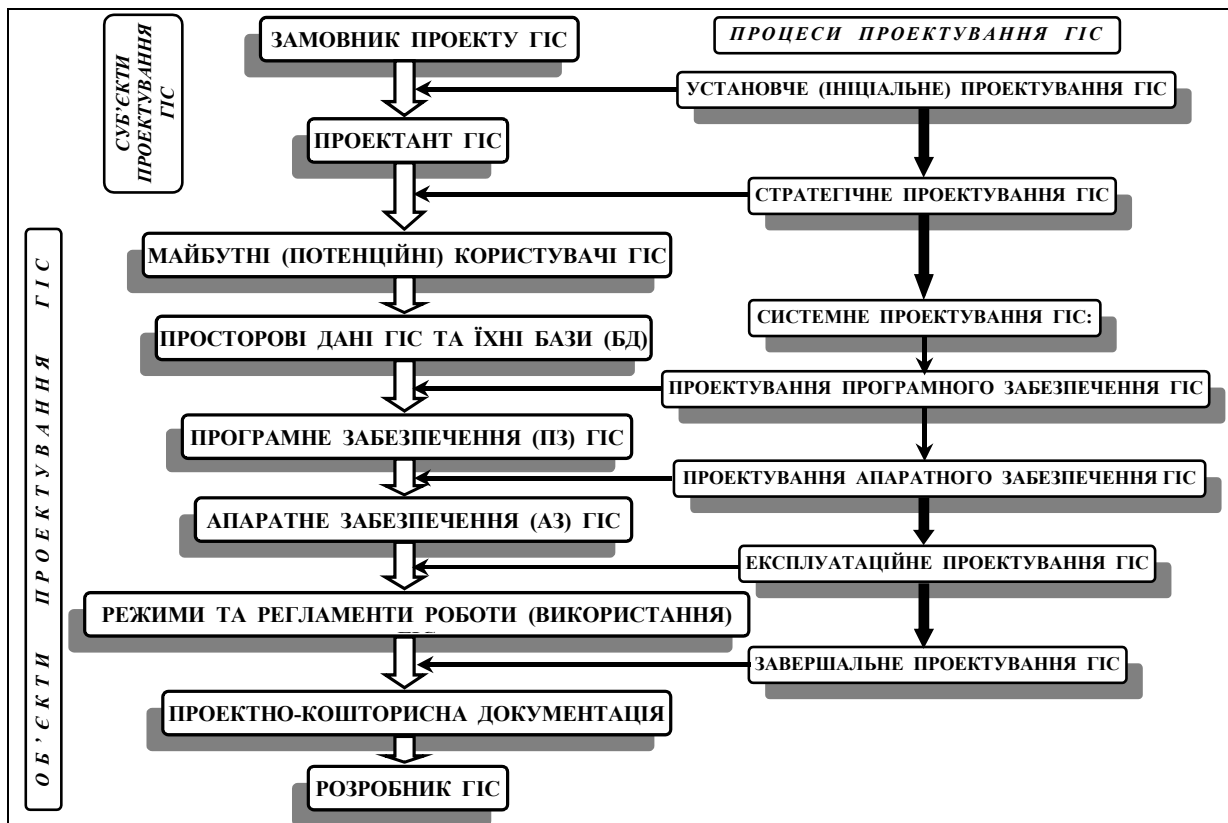 СУБ’ЄКТИ
ПРОЕКТУВАННЯ
ГІС
ЗАМОВНИК ПРОЕКТУ ГІС
ПРОЕКТАНТ ГІС
ОБ’ЄКТИ ПРОЕКТУВАННЯ ГІС
МАЙБУТНІ (ПОТЕНЦІЙНІ) КОРИСТУВАЧІ ГІС
ПРОСТОРОВІ ДАНІ ГІС ТА ЇХНІ БАЗИ (БД)
ПРОГРАМНЕ ЗАБЕЗПЕЧЕННЯ (ПЗ) ГІС
АПАРАТНЕ ЗАБЕЗПЕЧЕННЯ (АЗ) ГІС
РЕЖИМИ ТА РЕГЛАМЕНТИ РОБОТИ (ВИКОРИСТАННЯ)
ГІС
ПРОЕКТНО-КОШТОРИСНА ДОКУМЕНТАЦІЯ
РОЗРОБНИК ГІС
ПРОЦЕСИ ПРОЕКТУВАННЯ ГІС
УСТАНОВЧЕ (ІНІЦІАЛЬНЕ) ПРОЕКТУВАННЯ ГІС
СТРАТЕГІЧНЕ ПРОЕКТУВАННЯ ГІС
СИСТЕМНЕ ПРОЕКТУВАННЯ ГІС:
ПРОЕКТУВАННЯ ПРОГРАМНОГО ЗАБЕЗПЕЧЕННЯ ГІС
ПРОЕКТУВАННЯ АПАРАТНОГО ЗАБЕЗПЕЧЕННЯ ГІС
ЕКСПЛУАТАЦІЙНЕ ПРОЕКТУВАННЯ ГІС
ЗАВЕРШАЛЬНЕ ПРОЕКТУВАННЯ ГІС